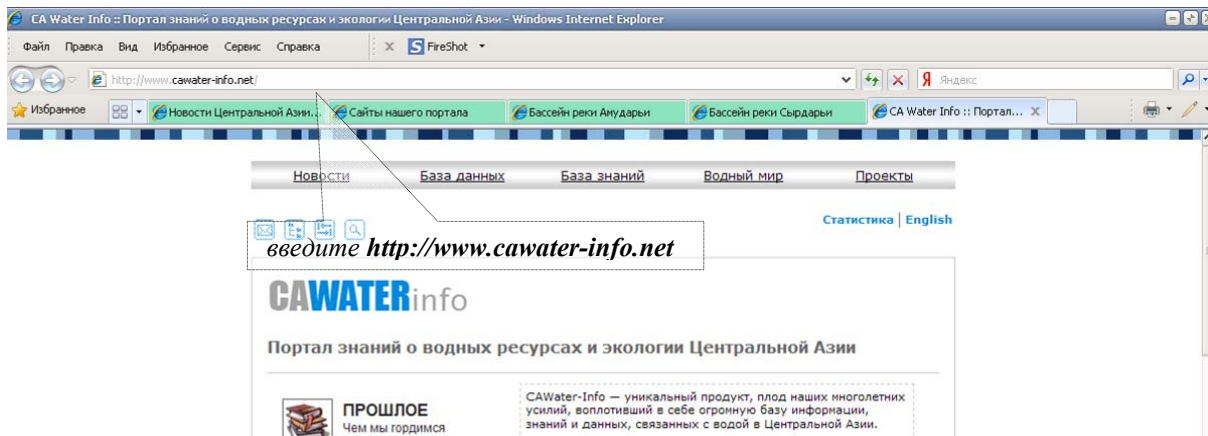 CA Water Info :: Портал знаний о водных ресурсах и экологии Центральной Азии - Windows Internet Explorer
Файл Правка Вид Избранное Сервис Справка x S FireShot
http://www.cawater-info.net/ Я Яндекс
Избранное Новости Центральной Азии... Сайты нашего портала Бассейн реки Амударьи Бассейн реки Сырдарьи CA Water Info :: Портал... X
Новости База данных База знаний Водный мир Проекты
Статистика | English
введите http://www.cawater-info.net
CAWATERinfo
Портал знаний о водных ресурсах и экологии Центральной Азии
ПРОШЛОЕ
Чем мы гордимся
CAWater-Info — уникальный продукт, плод наших многолетних
усилий, воплотивший в себе огромную базу информации,
знаний и данных, связанных с водой в Центральной Азии.